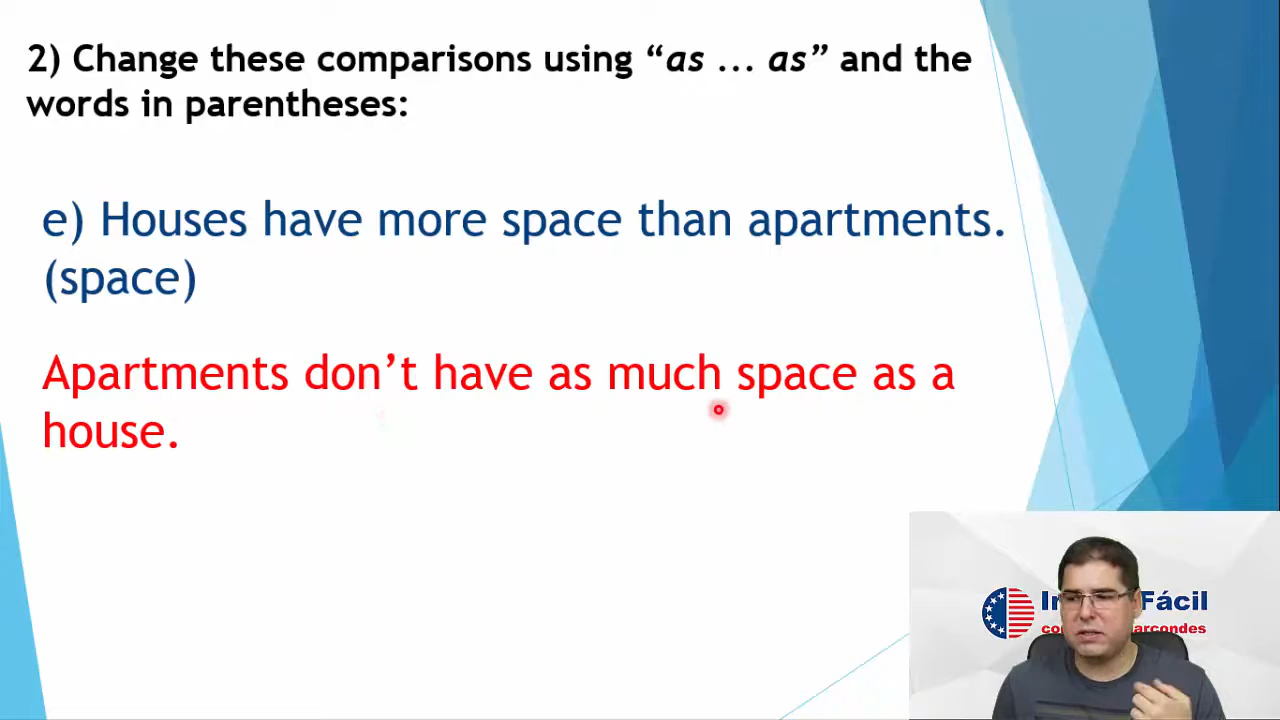 2) Change these comparisons using “as ... as” and the
words in parentheses:
e) Houses have more space than apartments.
(space)
Apartments don’t have as much space as a
house.
Fácil